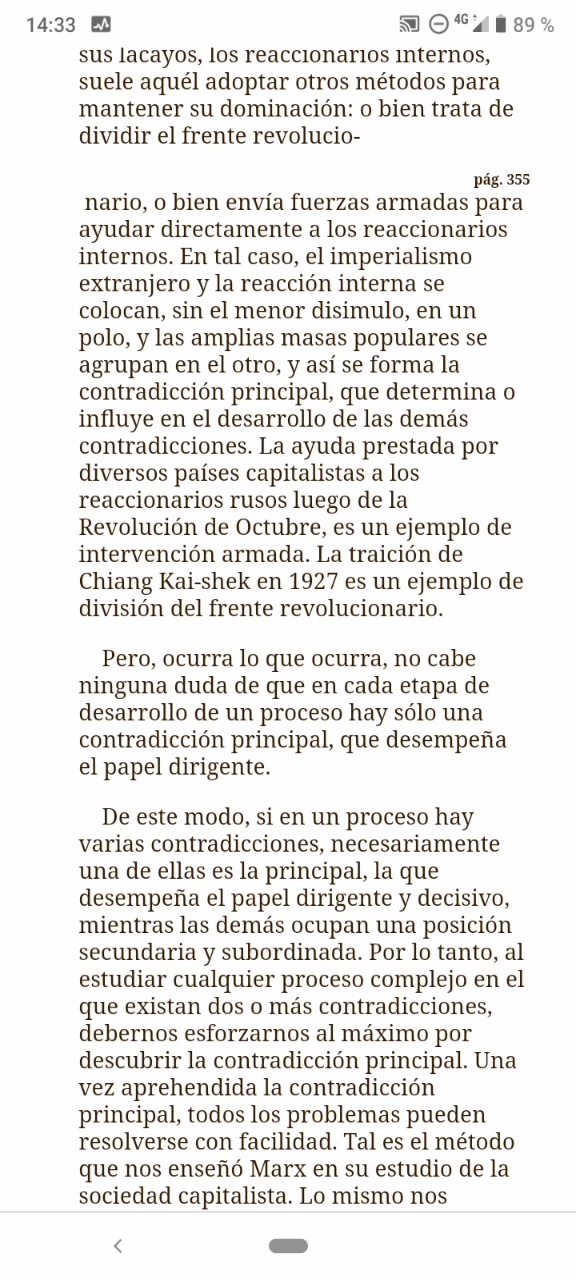 14:33
4G
89 %
sus lacayos, los reaccionarios internos,
suele aquél adoptar otros métodos para
mantener su dominación: o bien trata de
dividir el frente revolucio-
pág. 355
nario, o bien envía fuerzas armadas para
ayudar directamente a los reaccionarios
internos. En tal caso, el imperialismo
extranjero y la reacción interna se
colocan, sin el menor disimulo, en un
polo, y las amplias masas populares se
agrupan en el otro, y así se forma la
contradicción principal, que determina o
influye en el desarrollo de las demás
contradicciones. La ayuda prestada por
diversos países capitalistas a los
reaccionarios rusos luego de la
Revolución de Octubre, es un ejemplo de
intervención armada. La traición de
Chiang Kai-shek en 1927 es un ejemplo de
división del frente revolucionario.
Pero, ocurra lo que ocurra, no cabe
ninguna duda de que en cada etapa de
desarrollo de un proceso hay sólo una
contradicción principal, que desempeña
el papel dirigente.
De este modo, si en un proceso hay
varias contradicciones, necesariamente
una de ellas es la principal, la que
desempeña el papel dirigente y decisivo,
mientras las demás ocupan una posición
secundaria y subordinada. Por lo tanto, al
estudiar cualquier proceso complejo en el
que existan dos o más contradicciones,
debernos esforzarnos al máximo por
descubrir la contradicción principal. Una
vez aprehendida la contradicción
principal, todos los problemas pueden
resolverse con facilidad. Tal es el método
que nos enseñó Marx en su estudio de la
sociedad capitalista. Lo mismo nos